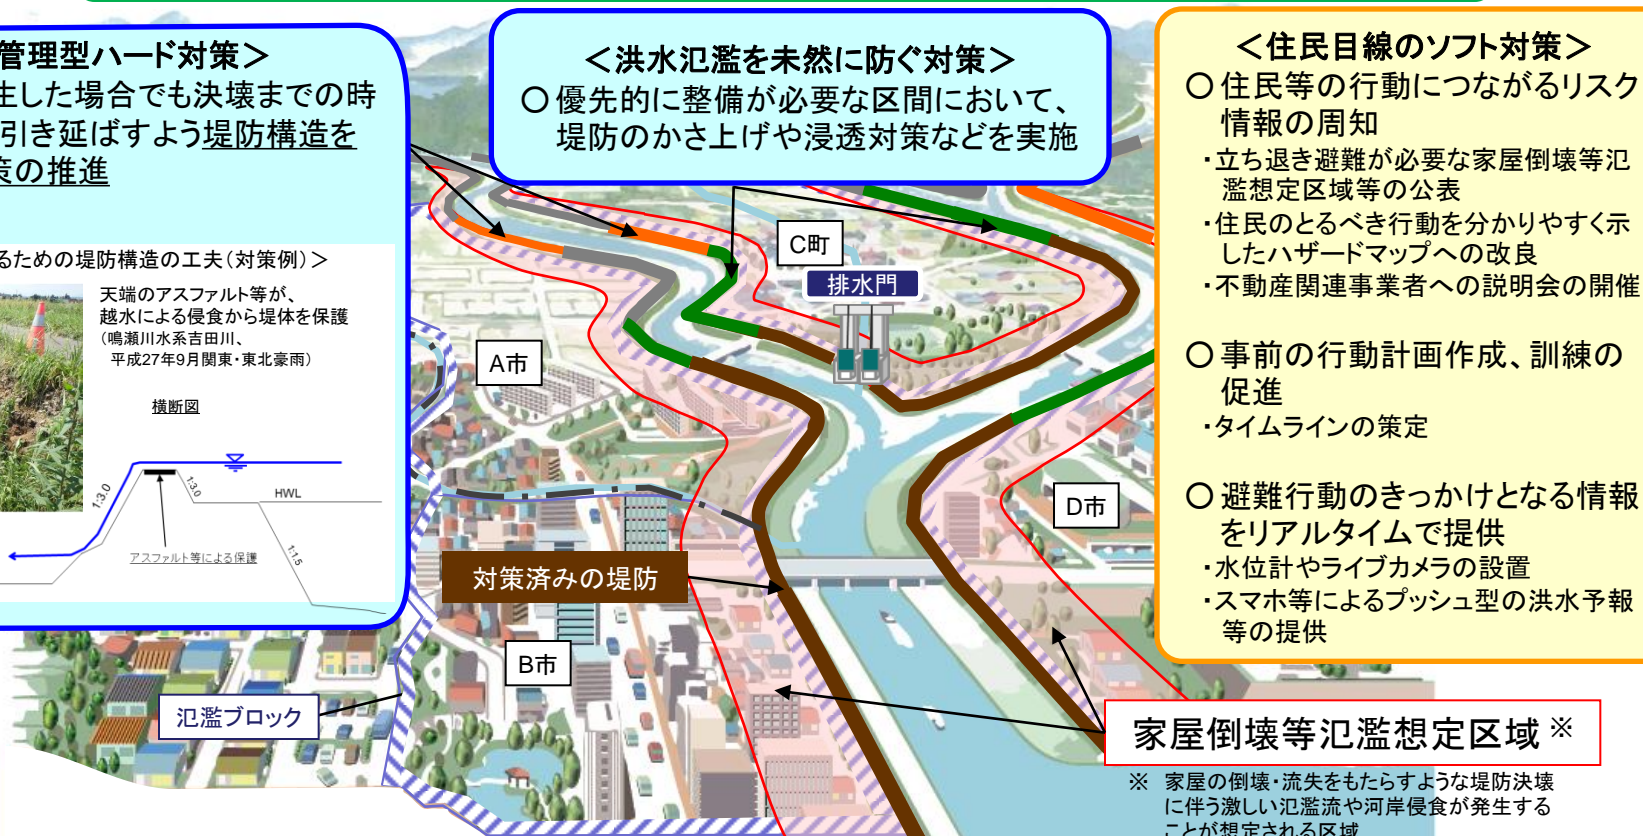 管理型ハード対策＞
生した場合でも決壊までの時
引き延ばすよう堤防構造を
策の推進
るための堤防構造の工夫(対策例)＞
天端のアスファルト等が、
越水による侵食から堤体を保護
(鳴瀬川水系吉田川、
平成27年9月関東・東北豪雨)
横断図
1:3.0
1:3.0
HWL
1:1.5
アスファルト等による保護
＜洪水氾濫を未然に防ぐ対策＞
○優先的に整備が必要な区間において、
堤防のかさ上げや浸透対策などを実施
C町
排水門
A市
D市
対策済みの堤防
B市
氾濫ブロック
＜住民目線のソフト対策＞
○住民等の行動につながるリスク
情報の周知
・立ち退き避難が必要な家屋倒壊等氾
濫想定区域等の公表
・住民のとるべき行動を分かりやすく示
したハザードマップへの改良
・不動産関連事業者への説明会の開催
○事前の行動計画作成、訓練の
促進
・タイムラインの策定
○避難行動のきっかけとなる情報
をリアルタイムで提供
・水位計やライブカメラの設置
・スマホ等によるプッシュ型の洪水予報
等の提供
家屋倒壊等氾濫想定区域※
※ 家屋の倒壊・流失をもたらすような堤防決壊
に伴う激しい氾濫流や河岸侵食が発生する
ことが想定される区域